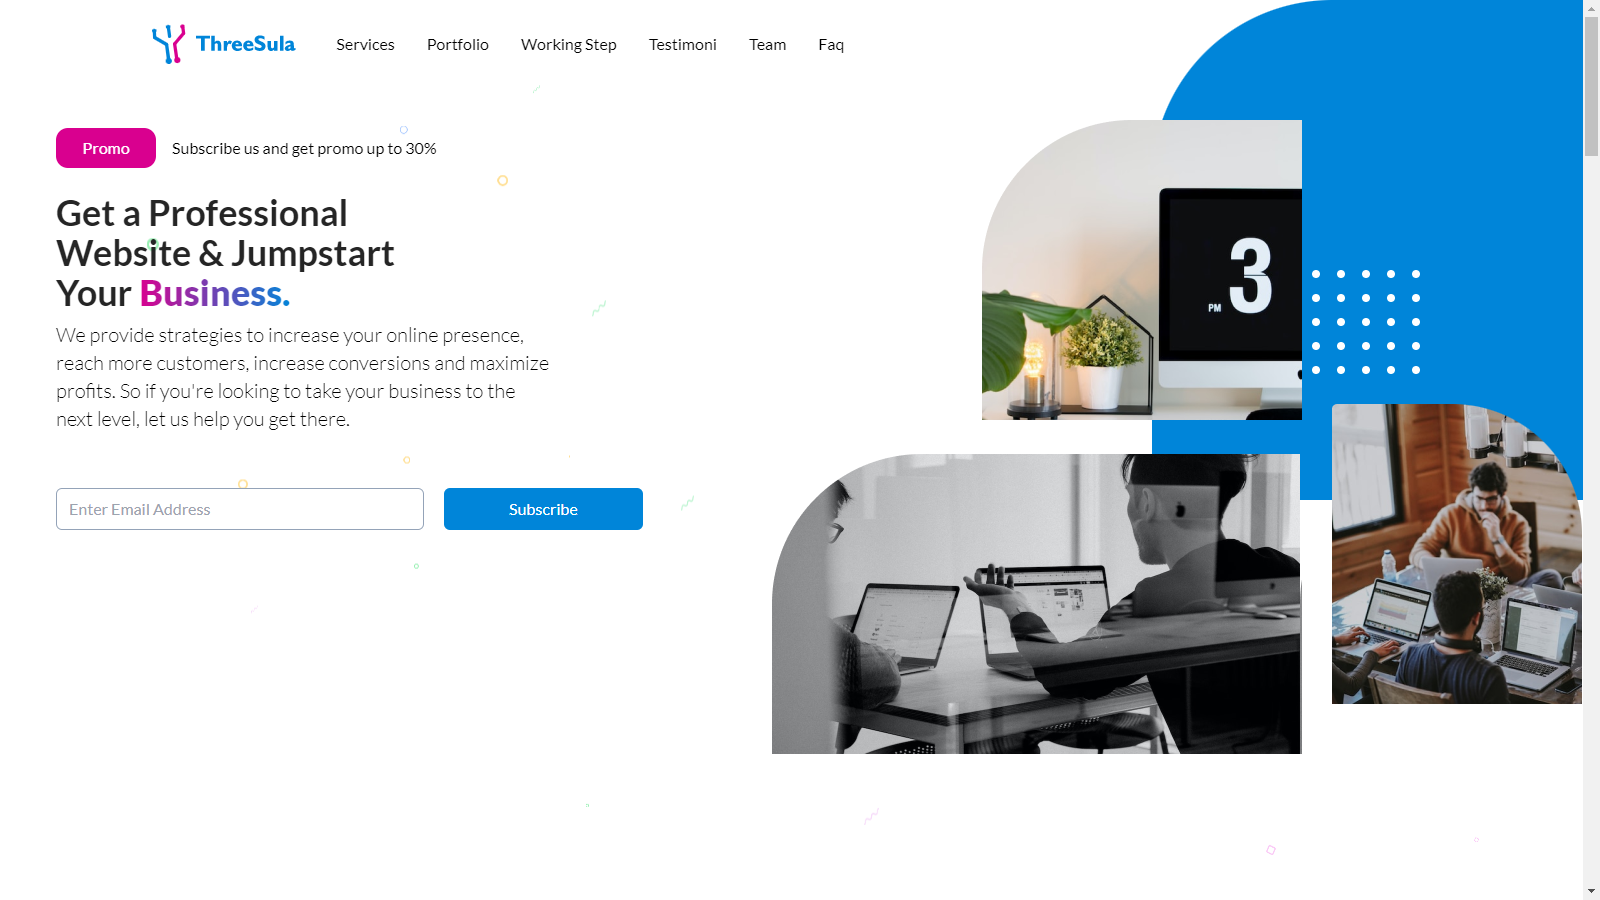 ThreeSula
Services
Portfolio
Working Step
Testimoni
Team
Faq
Promo
Subscribe us and get promo up to 30%
Get a Professional
Website & Jumpstart
Your Business.
We provide strategies to increase your online presence,
reach more customers, increase conversions and maximize
profits. So if you're looking to take your business to the
next level, let us help you get there.
Enter Email Address
Subscribe
PM 3